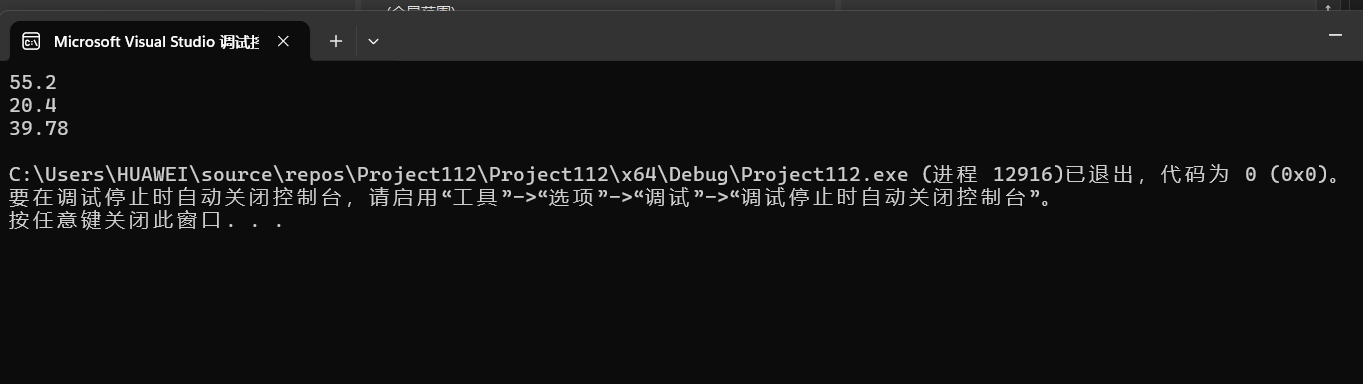 (全局范围)
Microsoft Visual Studio 调试
55.2
20.4
39.78
C:\Users\HUAWEI\source\repos\Project112\Project112\x64\Debug\Project112.exe (进程 12916)已退出，代码为 0 (0x0)。
要在调试停止时自动关闭控制台，请启用“工具”->“选项”->“调试”->“调试停止时自动关闭控制台”。
按任意键关闭此窗口. . .